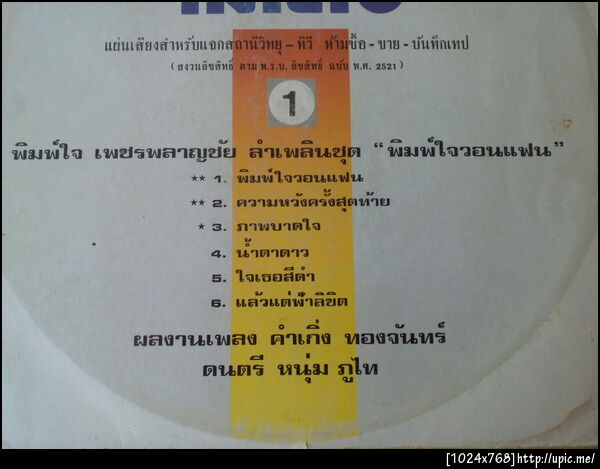 แผ่นเสียงสำหรับแจกสถานีวิทยุ – ทีวี ห้ามซื้อ - ขาย - บันทึกเทป
( สงวนลิขสิทธิ์ ตาม พ.ร.บ. ลิขสิทธิ์ ฉบับ พ.ศ. 2521 )
1
พิมพ์ใจ เพชรพลาญชัย ลำเพลินชุด “พิมพ์ใจวอนแฟน”
** 1. พิมพ์ใจวอนแฟน
** 2. ความหวังครั้งสุดท้าย
* 3. ภาพบาดใจ
4. น้ำตาดาว
5. ใจเธอสีดำ
6. แล้วแต่ฟ้าลิขิต
ผลงานเพลง คำเกิ่ง ทองจันทร์
ดนตรี หนุ่ม ภูไท
[1024x768]http://upic.me/